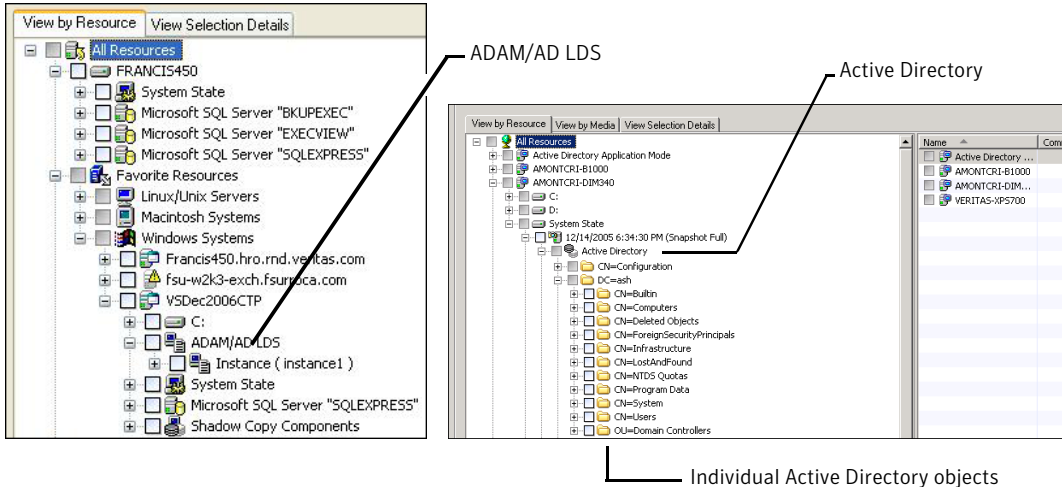 View by Resource View Selection Details
All Resources
FRANCIS450
System State
Microsoft SQL Server "BKUPEXEC"
Microsoft SQL Server "EXECVIEW"
Microsoft SQL Server "SQLEXPRESS"
Favorite Resources
Linux/Unix Servers
Macintosh Systems
Windows Systems
Francis450.hro.rnd.veritas.com
fsu-w2k3-exch.fsurroca.com
VSDec2006CTP
C:
ADAM/AD LDS
Instance ( instance1 )
System State
Microsoft SQL Server "SQLEXPRESS"
Shadow Copy Components
ADAM/AD LDS
Active Directory
View by Resource View by Media View Selection Details
All Resources
Active Directory Application Mode
AMONTCRI-B1000
AMONTCRI-DIM340
C:
D:
System State
12/14/2005 6:34:30 PM (Snapshot Full)
Active Directory
CN=Configuration
DC=ash
CN=Builtin
CN=Computers
CN=Deleted Objects
CN=ForeignSecurityPrincipals
CN=Infrastructure
CN=LostAndFound
CN=NTDS Quotas
CN=Program Data
CN=System
CN=Users
OU=Domain Controllers
Name Com
Active Directory ...
AMONTCRI-B1000
AMONTCRI-DIM...
VERITAS-XPS700
Individual Active Directory objects